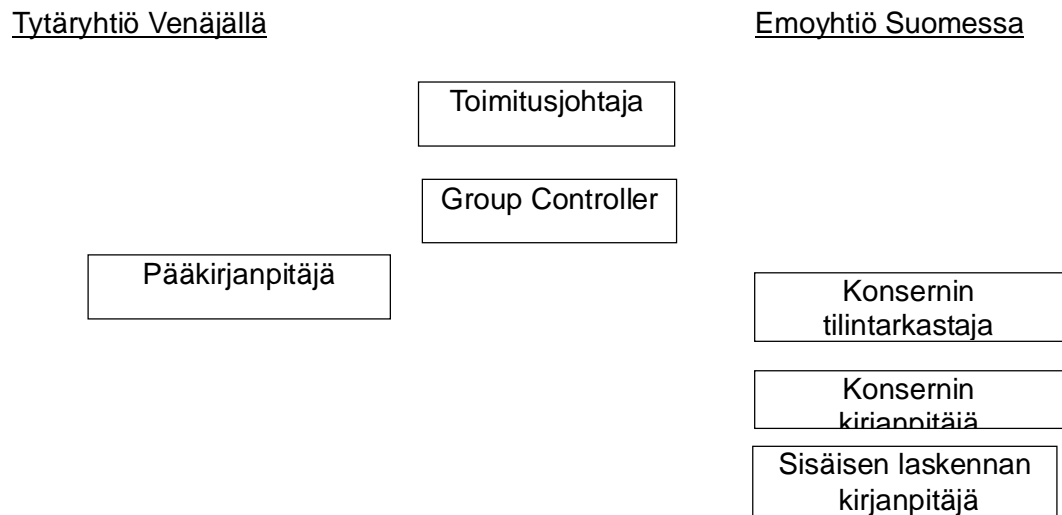 Tytäryhtiö Venäjällä
Emoyhtiö Suomessa
Toimitusjohtaja
Group Controller
Pääkirjanpitäjä
Konsernin
tilintarkastaja
Konsernin
kirjanpitäjä
Sisäisen laskennan
kirjanpitäjä